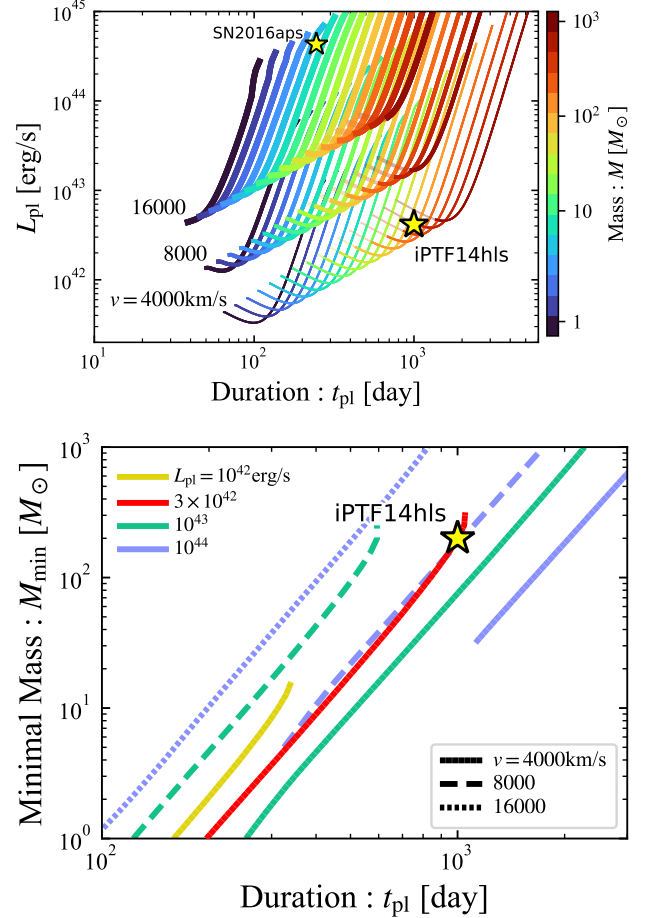 10^45
10^44
10^43
10^42
L_pl [erg/s]
SN2016aps
16000
8000
v = 4000km/s
iPTF14hls
10^1
10^2
10^3
Duration : t_pl [day]
10^3
10^2
10
1
Mass : M [M_⊙]
10^3
10^2
10^1
10^0
Minimal Mass : M_min [M_⊙]
L_pl = 10^42 erg/s
3 × 10^42
10^43
10^44
iPTF14hls
v = 4000km/s
8000
16000
10^2
10^3
Duration : t_pl [day]